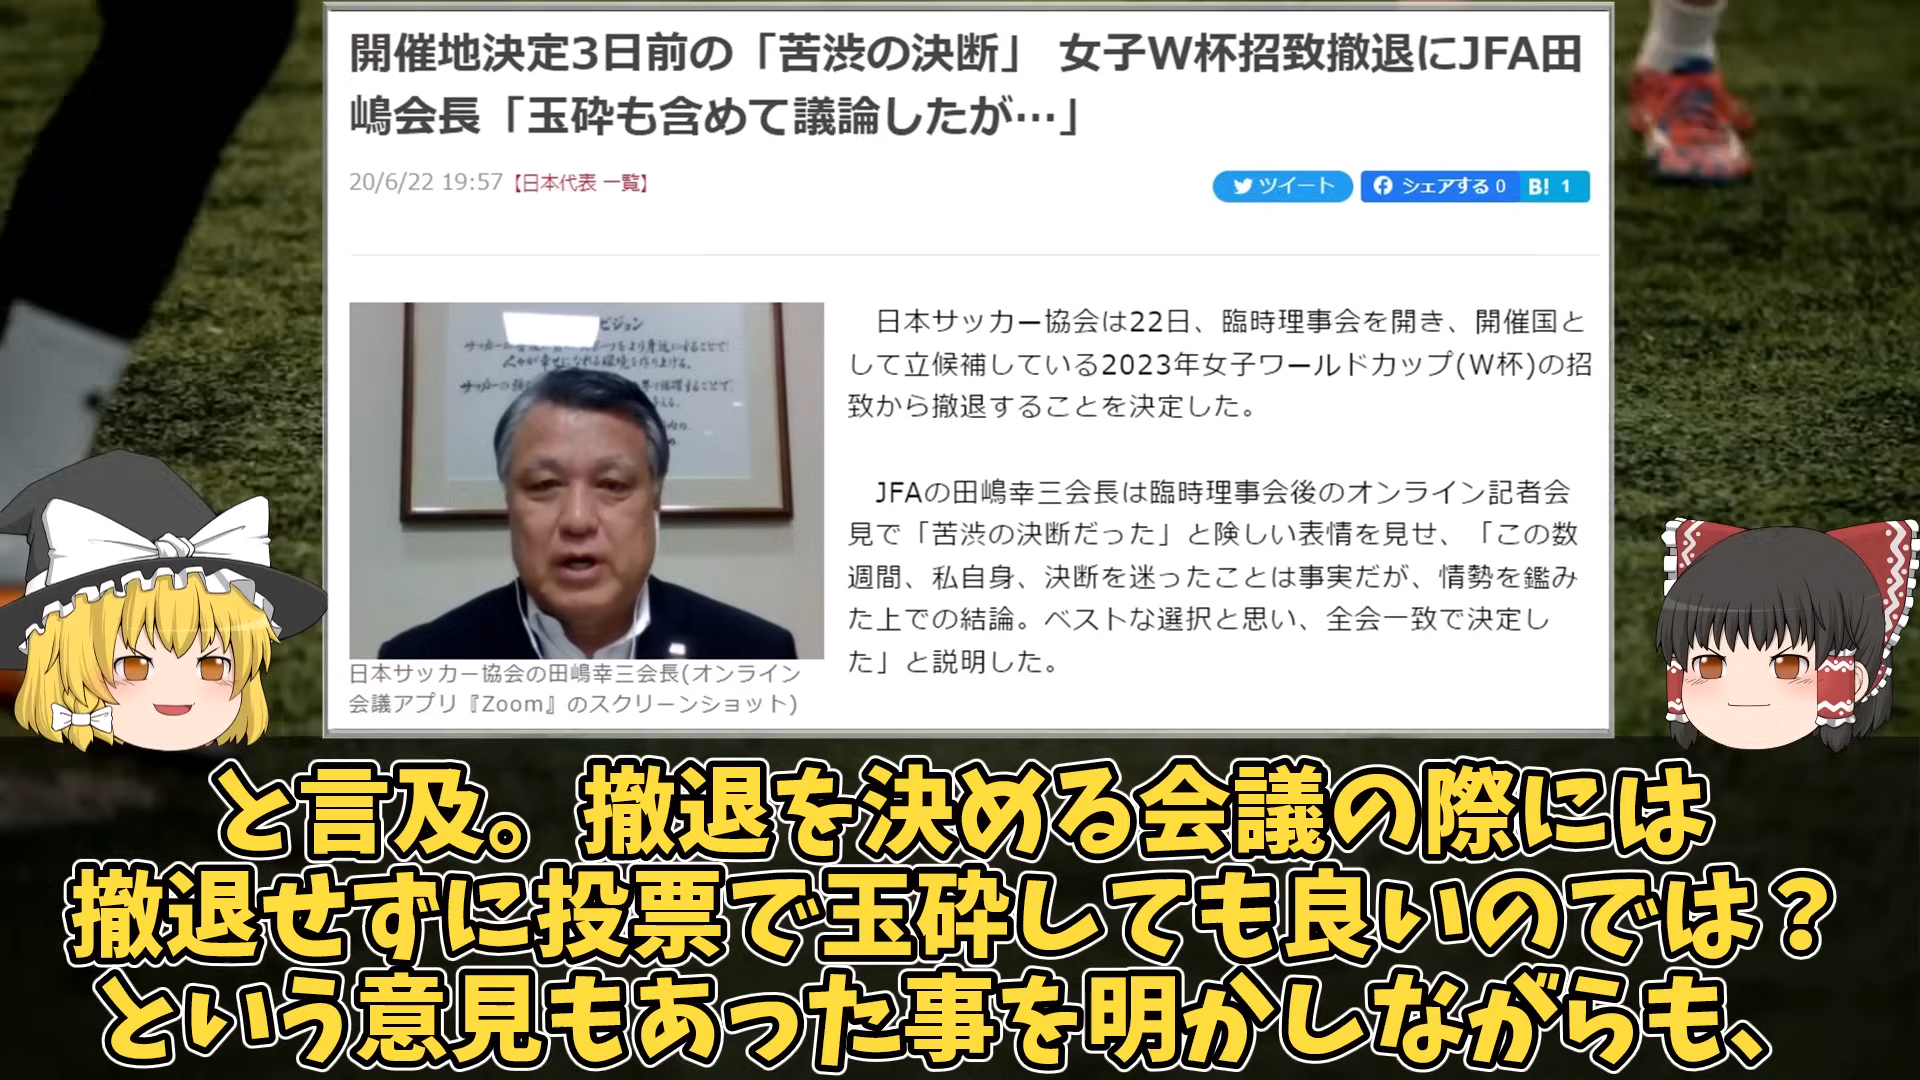 開催地決定3日前の「苦渋の決断」 女子W杯招致撤退にJFA田
嶋会長「玉砕も含めて議論したが…」
20/6/22 19:57【日本代表 一覧】
ツイート
シェアする 0
B! 1
ビジョン
日本サッカー協会の田嶋幸三会長(オンライン
会議アプリ『Zoom』のスクリーンショット)
日本サッカー協会は22日、臨時理事会を開き、開催国と
して立候補している2023年女子ワールドカップ(W杯)の招
致から撤退することを決定した。
JFAの田嶋幸三会長は臨時理事会後のオンライン記者会
見で「苦渋の決断だった」と険しい表情を見せ、「この数
週間、私自身、決断を迷ったことは事実だが、情勢を鑑み
た上での結論。ベストな選択と思い、全会一致で決定し
た」と説明した。
と言及。撤退を決める会議の際には
撤退せずに投票で玉砕しても良いのでは？
という意見もあった事を明かしながらも、